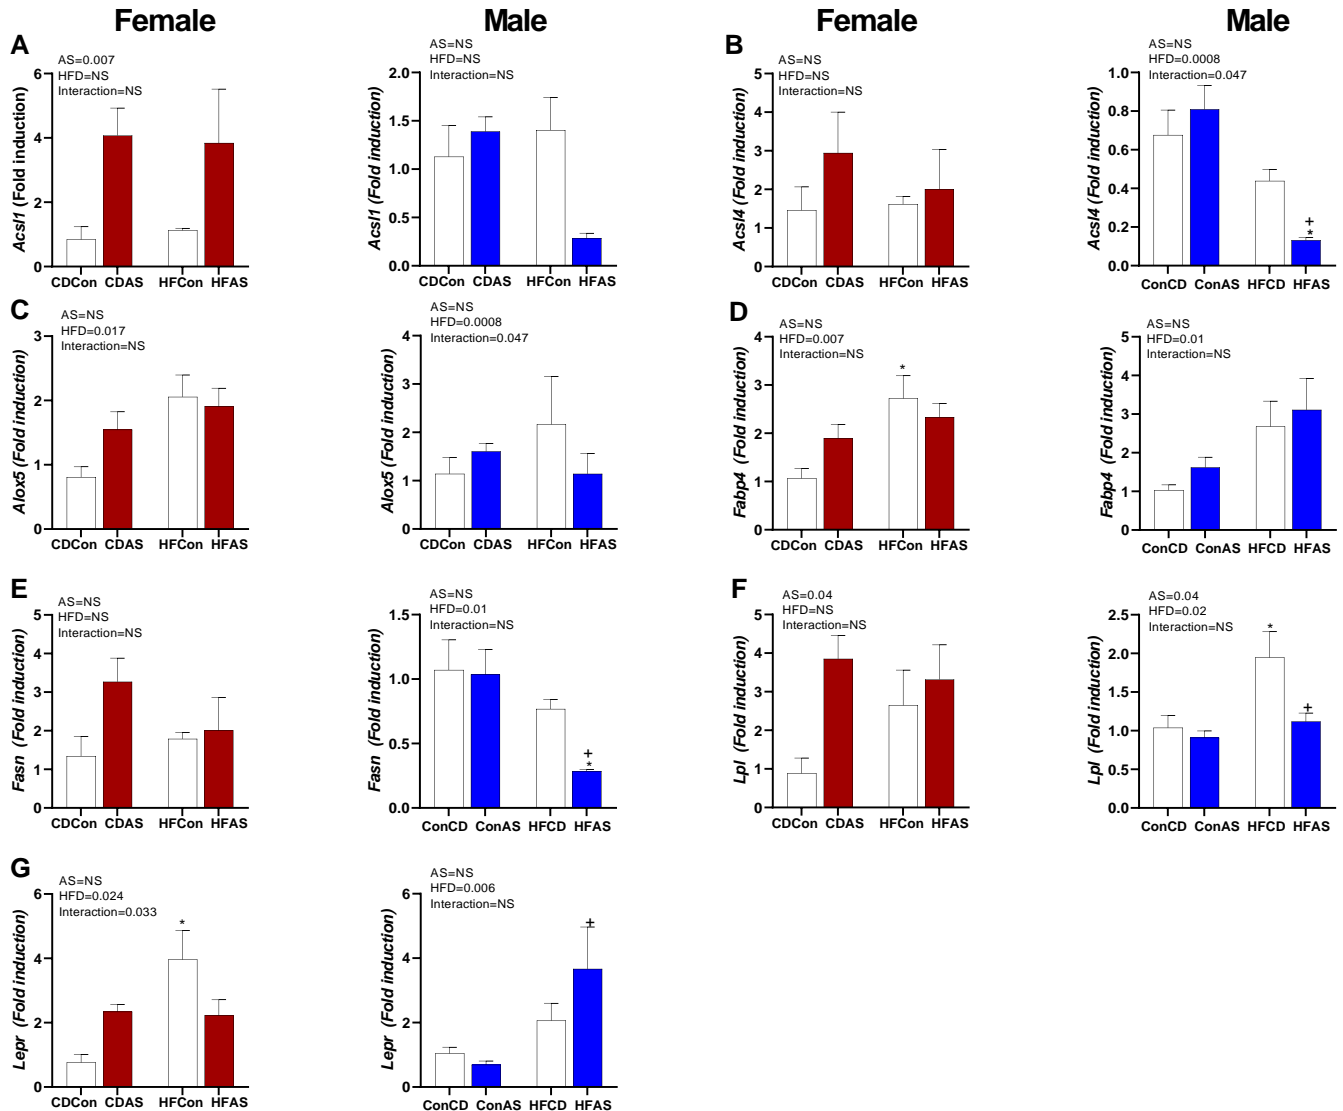 Female
Male
Female
Male
A
AS=0.007
HFD=NS
Interaction=NS
Acsl1 (Fold induction)
6
4
2
0
CDCon CDAS HFCon HFAS
AS=NS
HFD=NS
Interaction=NS
Acsl1 (Fold induction)
2.0
1.5
1.0
0.5
0.0
CDCon CDAS HFCon HFAS
B
AS=NS
HFD=NS
Interaction=NS
Acsl4 (Fold induction)
5
4
3
2
1
0
CDCon CDAS HFCon HFAS
AS=NS
HFD=0.0008
Interaction=0.047
Acsl4 (Fold induction)
1.0
0.8
0.6
0.4
0.2
0.0
+
*
ConCD ConAS HFCD HFAS
C
AS=NS
HFD=0.017
Interaction=NS
Alox5 (Fold induction)
3
2
1
0
CDCon CDAS HFCon HFAS
AS=NS
HFD=0.0008
Interaction=0.047
Alox5 (Fold induction)
4
3
2
1
0
CDCon CDAS HFCon HFAS
D
AS=NS
HFD=0.007
Interaction=NS
Fabp4 (Fold induction)
4
3
2
1
0
*
CDCon CDAS HFCon HFAS
AS=NS
HFD=0.01
Interaction=NS
Fabp4 (Fold induction)
5
4
3
2
1
0
ConCD ConAS HFCD HFAS
E
AS=NS
HFD=NS
Interaction=NS
Fasn (Fold induction)
5
4
3
2
1
0
CDCon CDAS HFCon HFAS
AS=NS
HFD=0.01
Interaction=NS
Fasn (Fold induction)
1.5
1.0
0.5
0.0
+
*
ConCD ConAS HFCD HFAS
F
AS=0.04
HFD=NS
Interaction=NS
Lpl (Fold induction)
5
4
3
2
1
0
CDCon CDAS HFCon HFAS
AS=0.04
HFD=0.02
Interaction=NS
Lpl (Fold induction)
2.5
2.0
1.5
1.0
0.5
0.0
*
+
ConCD ConAS HFCD HFAS
G
AS=NS
HFD=0.024
Interaction=0.033
Lepr (Fold induction)
6
4
2
0
*
CDCon CDAS HFCon HFAS
AS=NS
HFD=0.006
Interaction=NS
Lepr (Fold induction)
6
4
2
0
+
ConCD ConAS HFCD HFAS